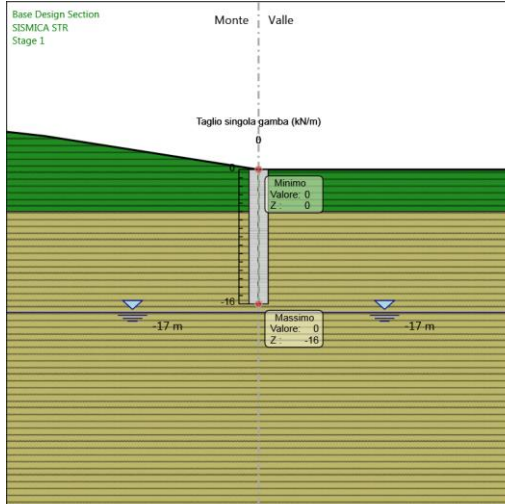 Base Design Section
SISMICA STR
Stage 1
Monte
Valle
Taglio singola gamba (kN/m)
0
0
Minimo
Valore: 0
Z : 0
-16
Massimo
Valore: 0
Z : -16
-17 m
-17 m